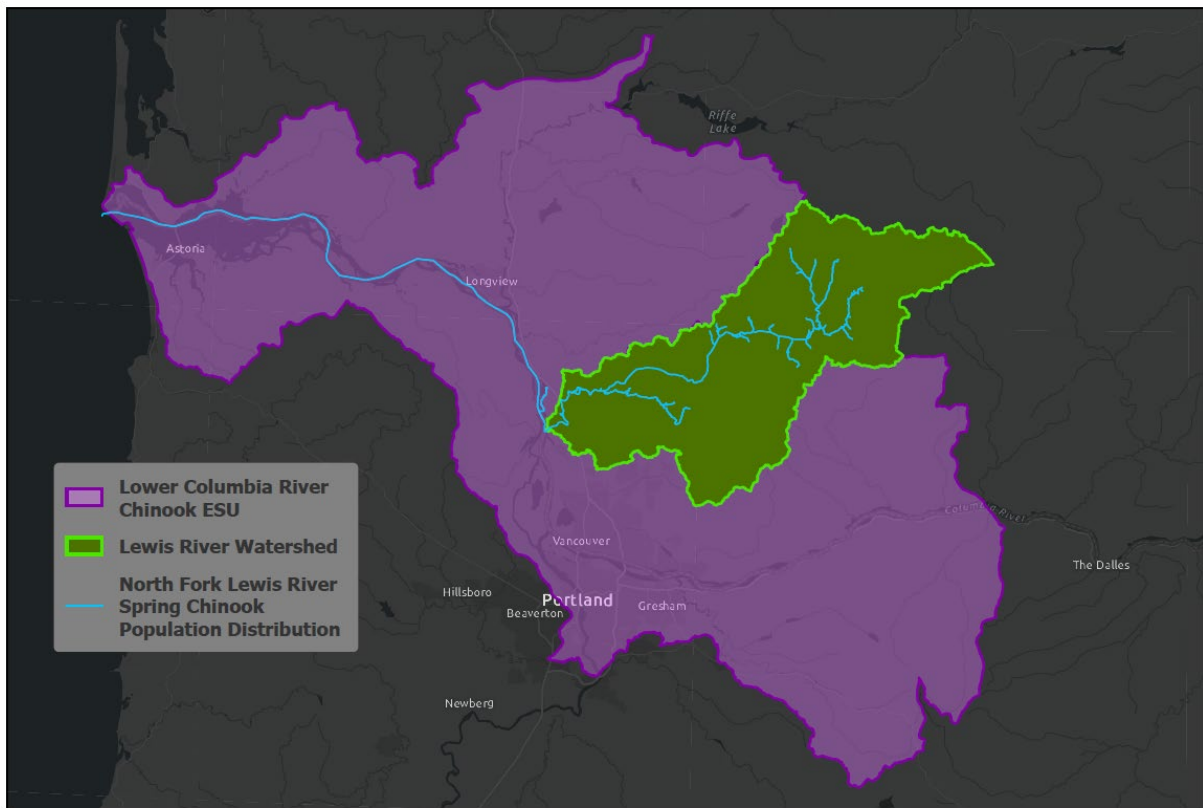 Riffe
Lake
Astoria
Longview
Lower Columbia River
Chinook ESU
Lewis River Watershed
North Fork Lewis River
Spring Chinook
Population Distribution
Columbia River
Vancouver
The Dalles
Hillsboro
Portland
Beaverton
Gresham
Newberg